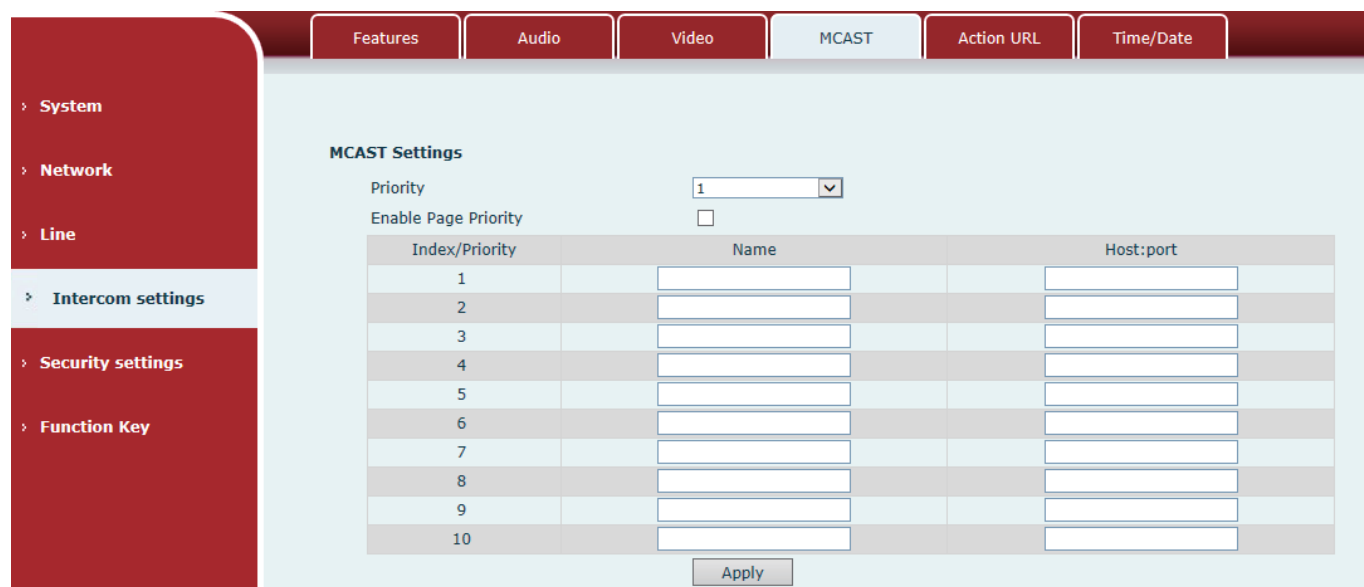 Features Audio Video MCAST Action URL Time/Date
System
Network
Line
Intercom settings
Security settings
Function Key
MCAST Settings
Priority 1
Enable Page Priority
Index/Priority Name Host:port
1
2
3
4
5
6
7
8
9
10
Apply